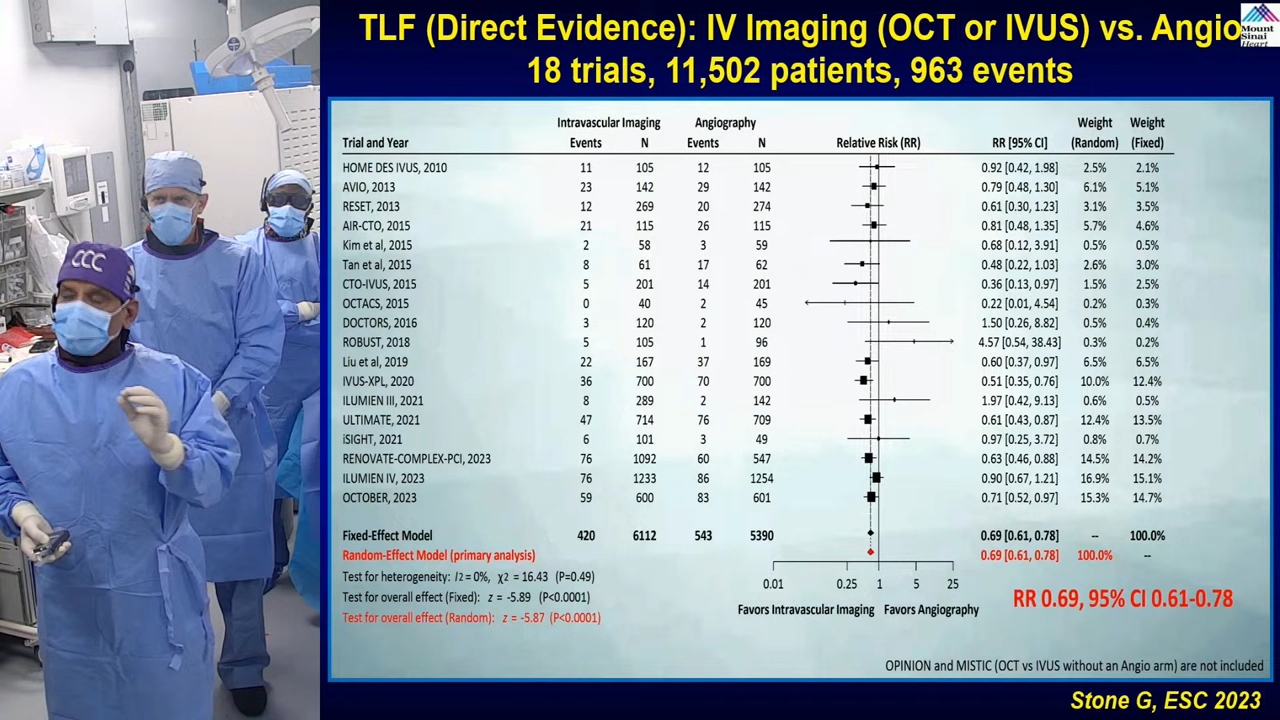 TLF (Direct Evidence): IV Imaging (OCT or IVUS) vs. Angio
18 trials, 11,502 patients, 963 events
Mount Sinai Heart
CCC
Intravascular Imaging Angiography Weight Weight
Trial and Year Events N Events N Relative Risk (RR) RR [95% CI] (Random) (Fixed)
HOME DES IVUS, 2010 11 105 12 105 0.92 [0.42, 1.98] 2.5% 2.1%
AVIO, 2013 23 142 29 142 0.79 [0.48, 1.30] 6.1% 5.1%
RESET, 2013 12 269 20 274 0.61 [0.30, 1.23] 3.1% 3.5%
AIR-CTO, 2015 21 115 26 115 0.81 [0.48, 1.35] 5.7% 4.6%
Kim et al, 2015 2 58 3 59 0.68 [0.12, 3.91] 0.5% 0.5%
Tan et al, 2015 8 61 17 62 0.48 [0.22, 1.03] 2.6% 3.0%
CTO-IVUS, 2015 5 201 14 201 0.36 [0.13, 0.97] 1.5% 2.5%
OCTACS, 2015 0 40 2 45 0.22 [0.01, 4.54] 0.2% 0.3%
DOCTORS, 2016 3 120 2 120 1.50 [0.26, 8.82] 0.5% 0.4%
ROBUST, 2018 5 105 1 96 4.57 [0.54, 38.43] 0.3% 0.2%
Liu et al, 2019 22 167 37 169 0.60 [0.37, 0.97] 6.5% 6.5%
IVUS-XPL, 2020 36 700 70 700 0.51 [0.35, 0.76] 10.0% 12.4%
ILUMIEN III, 2021 8 289 2 142 1.97 [0.42, 9.13] 0.6% 0.5%
ULTIMATE, 2021 47 714 76 709 0.61 [0.43, 0.87] 12.4% 13.5%
iSIGHT, 2021 6 101 3 49 0.97 [0.25, 3.72] 0.8% 0.7%
RENOVATE-COMPLEX-PCI, 2023 76 1092 60 547 0.63 [0.46, 0.88] 14.5% 14.2%
ILUMIEN IV, 2023 76 1233 86 1254 0.90 [0.67, 1.21] 16.9% 15.1%
OCTOBER, 2023 59 600 83 601 0.71 [0.52, 0.97] 15.3% 14.7%
Fixed-Effect Model 420 6112 543 5390 0.69 [0.61, 0.78] -- 100.0%
Random-Effect Model (primary analysis) 0.69 [0.61, 0.78] 100.0% --
Test for heterogeneity: I2 = 0%, χ2 = 16.43 (P=0.49)
0.01 0.25 1 5 25
Test for overall effect (Fixed): z = -5.89 (P<0.0001)
Favors Intravascular Imaging Favors Angiography
RR 0.69, 95% CI 0.61-0.78
Test for overall effect (Random): z = -5.87 (P<0.0001)
OPINION and MISTIC (OCT vs IVUS without an Angio arm) are not included
Stone G, ESC 2023